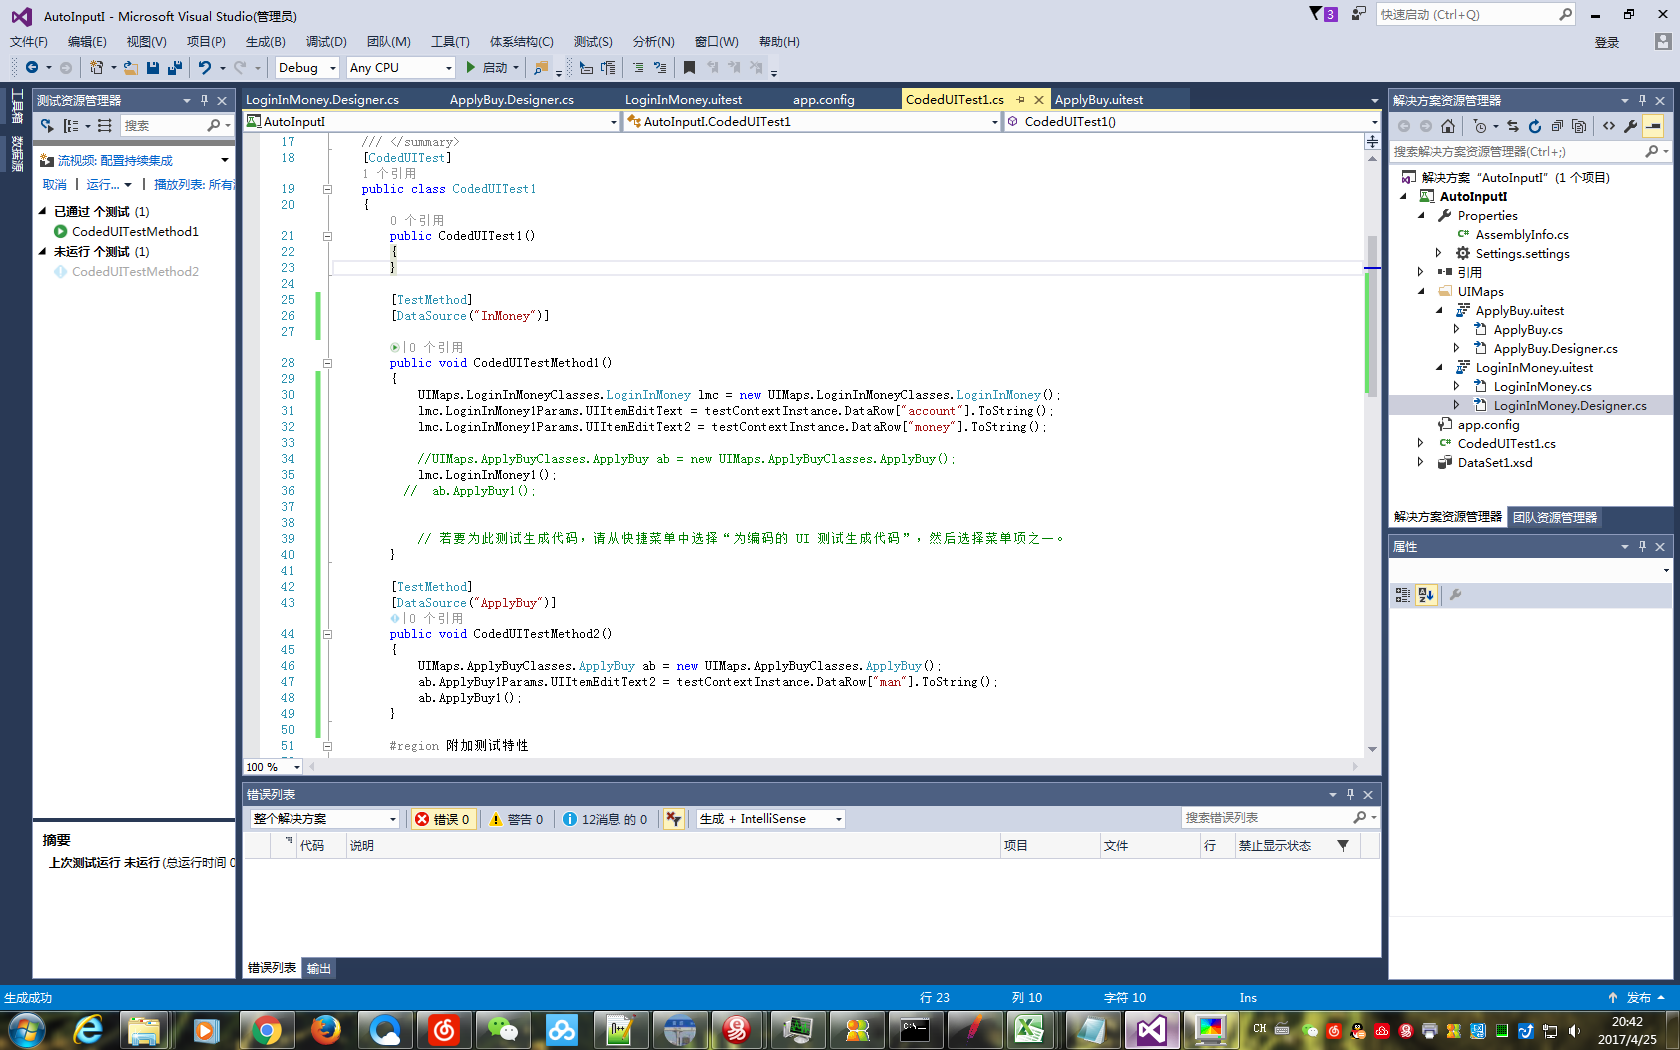 AutoInputI - Microsoft Visual Studio(管理员)
3
快速启动 (Ctrl+Q)
文件(F) 编辑(E) 视图(V) 项目(P) 生成(B) 调试(D) 团队(M) 工具(T) 体系结构(C) 测试(S) 分析(N) 窗口(W) 帮助(H)
登录
Debug Any CPU 启动
工具箱
数据源
测试资源管理器
搜索
流视频: 配置持续集成
取消 运行... 播放列表: 所有
已通过 个测试 (1)
CodedUITestMethod1
未运行 个测试 (1)
CodedUITestMethod2
摘要
上次测试运行 未运行 (总运行时间 0
LoginInMoney.Designer.cs ApplyBuy.Designer.cs LoginInMoney.uitest app.config CodedUITest1.cs ApplyBuy.uitest
AutoInputI AutoInputI.CodedUITest1 CodedUITest1()
17 /// </summary>
18 [CodedUITest]
1 个引用
19 public class CodedUITest1
20 {
0 个引用
21 public CodedUITest1()
22 {
23 }
24
25 [TestMethod]
26 [DataSource("InMoney")]
27
|0 个引用
28 public void CodedUITestMethod1()
29 {
30 UIMaps.LoginInMoneyClasses.LoginInMoney lmc = new UIMaps.LoginInMoneyClasses.LoginInMoney();
31 lmc.LoginInMoney1Params.UIItemEditText = testContextInstance.DataRow["account"].ToString();
32 lmc.LoginInMoney1Params.UIItemEditText2 = testContextInstance.DataRow["money"].ToString();
33
34 //UIMaps.ApplyBuyClasses.ApplyBuy ab = new UIMaps.ApplyBuyClasses.ApplyBuy();
35 lmc.LoginInMoney1();
36 // ab.ApplyBuy1();
37
38
39 // 若要为此测试生成代码，请从快捷菜单中选择“为编码的 UI 测试生成代码”，然后选择菜单项之一。
40 }
41
42 [TestMethod]
43 [DataSource("ApplyBuy")]
|0 个引用
44 public void CodedUITestMethod2()
45 {
46 UIMaps.ApplyBuyClasses.ApplyBuy ab = new UIMaps.ApplyBuyClasses.ApplyBuy();
47 ab.ApplyBuy1Params.UIItemEditText2 = testContextInstance.DataRow["man"].ToString();
48 ab.ApplyBuy1();
49 }
50
51 #region 附加测试特性
100 %
错误列表
整个解决方案 错误 0 警告 0 12消息 的 0 生成 + IntelliSense 搜索错误列表
代码 说明 项目 文件 行 禁止显示状态
错误列表 输出
解决方案资源管理器
搜索解决方案资源管理器(Ctrl+;)
解决方案 "AutoInputI" (1 个项目)
AutoInputI
Properties
AssemblyInfo.cs
Settings.settings
引用
UIMaps
ApplyBuy.uitest
ApplyBuy.cs
ApplyBuy.Designer.cs
LoginInMoney.uitest
LoginInMoney.cs
LoginInMoney.Designer.cs
app.config
CodedUITest1.cs
DataSet1.xsd
解决方案资源管理器 团队资源管理器
属性
生成成功 行 23 列 10 字符 10 Ins 发布
CH
20:42
2017/4/25